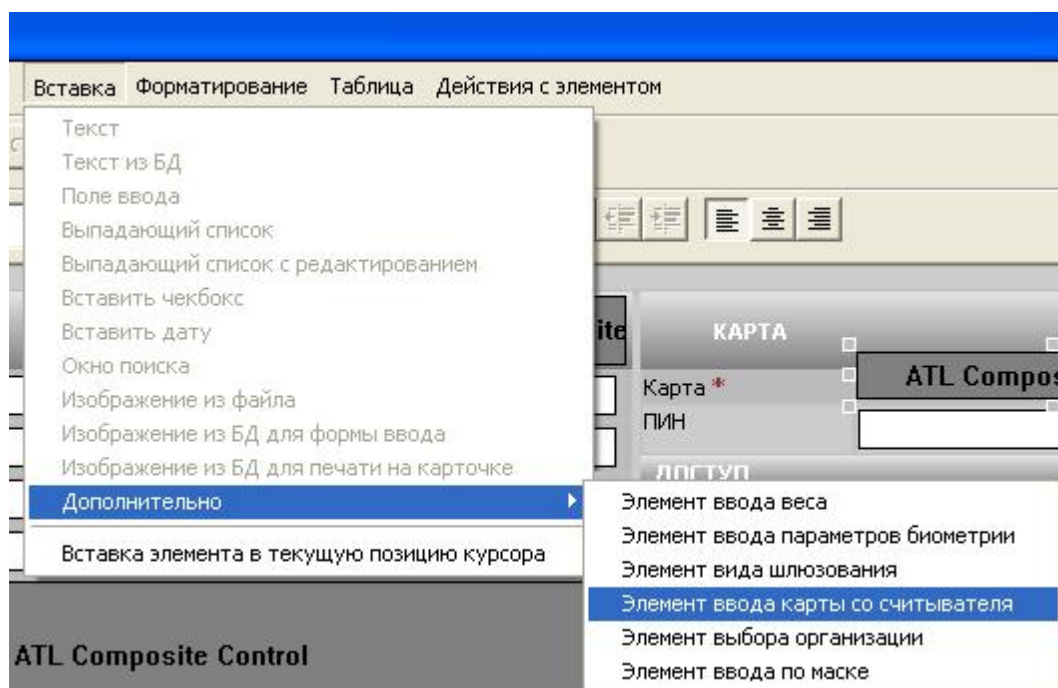 Вставка Форматирование Таблица Действия с элементом
Текст
Текст из БД
Поле ввода
Выпадающий список
Выпадающий список с редактированием
Вставить чекбокс
Вставить дату
Окно поиска
Изображение из файла
Изображение из БД для формы ввода
Изображение из БД для печати на карточке
Дополнительно
Вставка элемента в текущую позицию курсора
ite
КАРТА
Карта *
ATL Compos
ПИН
ДОСТУП
Элемент ввода веса
Элемент ввода параметров биометрии
Элемент вида шлюзования
Элемент ввода карты со считывателя
Элемент выбора организации
Элемент ввода по маске
ATL Composite Control